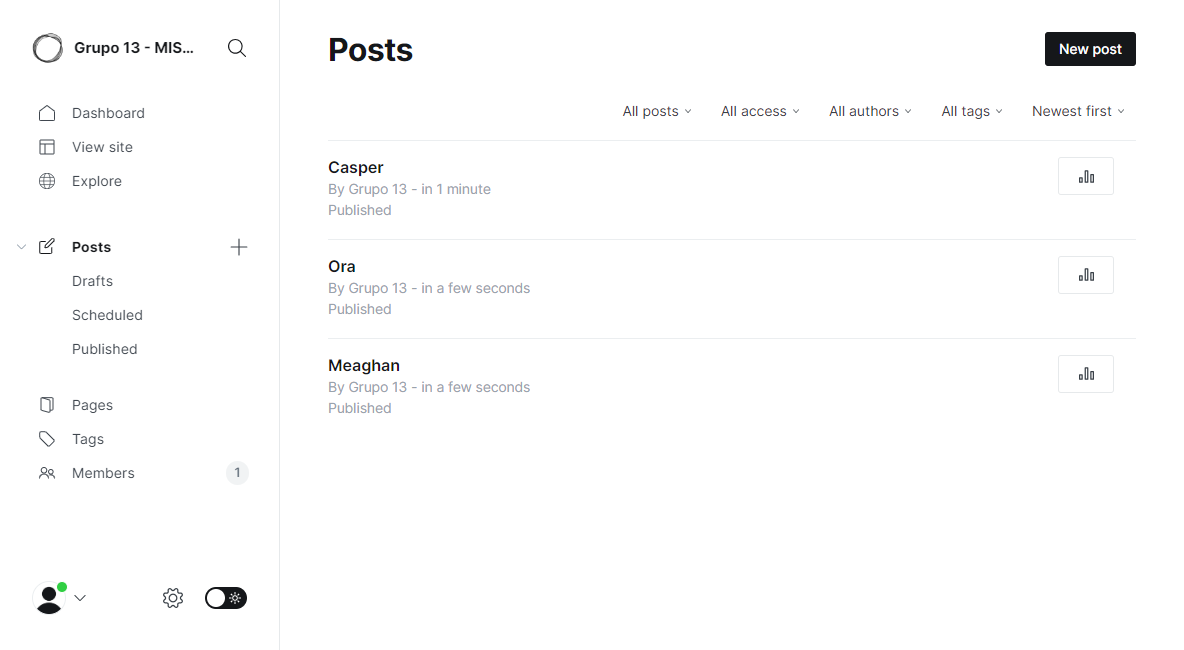 Grupo 13 - MIS...
Dashboard
View site
Explore
Posts
Drafts
Scheduled
Published
Pages
Tags
Members 1
Posts
New post
All posts All access All authors All tags Newest first
Casper
By Grupo 13 - in 1 minute
Published
Ora
By Grupo 13 - in a few seconds
Published
Meaghan
By Grupo 13 - in a few seconds
Published